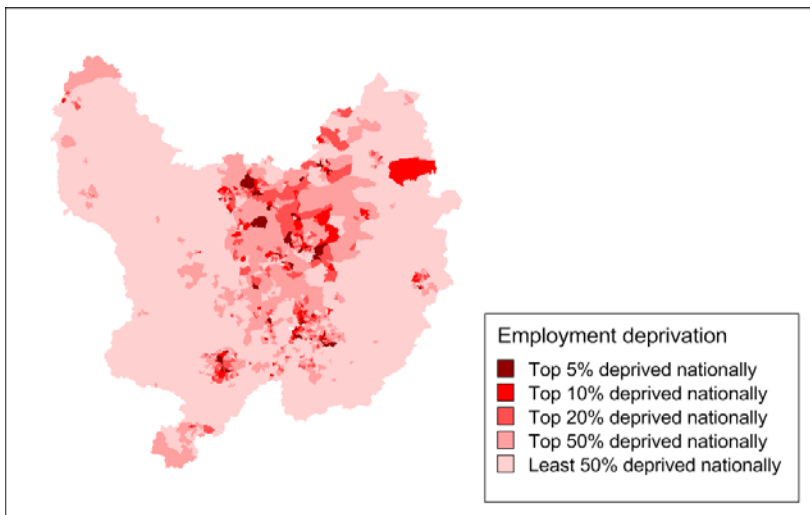 Employment deprivation
Top 5% deprived nationally
Top 10% deprived nationally
Top 20% deprived nationally
Top 50% deprived nationally
Least 50% deprived nationally